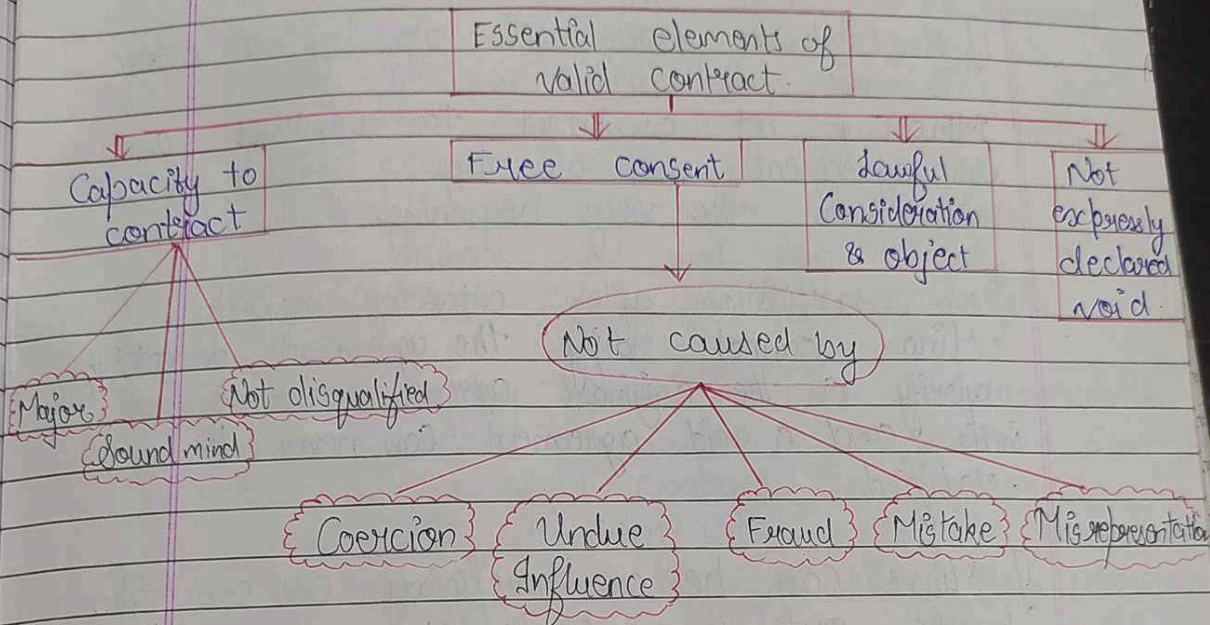 Essential elements of
valid contract.
Capacity to
contract
Free consent
Lawful
Consideration
& object
Not
expressly
declared
void.
Not caused by
Major
Sound mind
Not disqualified
Coercion
Undue
Influence
Fraud
Mistake
Misrepresentatio